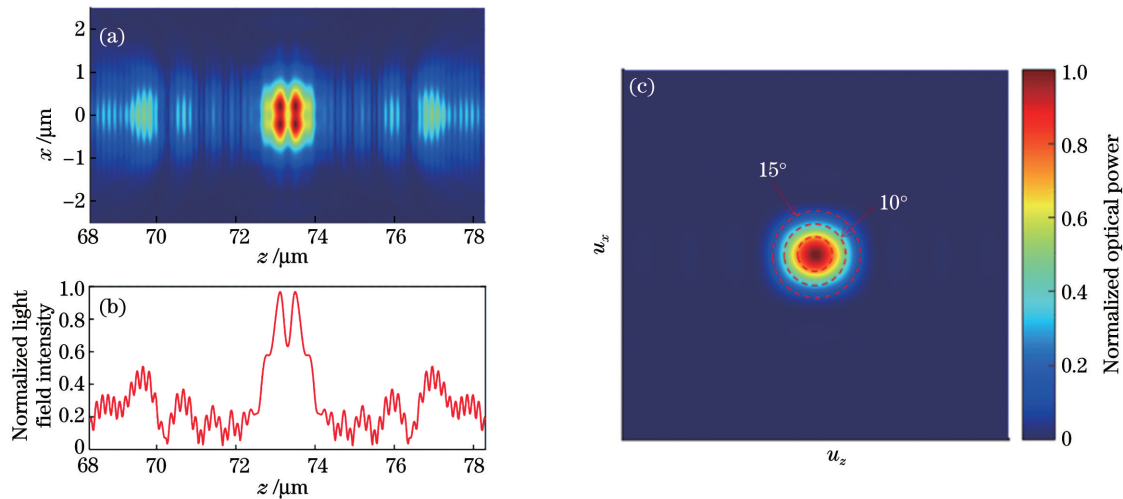 (a)
2
1
0
−1
−2
x /μm
68
70
72
74
76
78
z /μm
(b)
1.0
0.8
0.6
0.4
0.2
0
Normalized light
field intensity
68
70
72
74
76
78
z /μm
(c)
15°
10°
u_x
u_z
1.0
0.8
0.6
0.4
0.2
0
Normalized optical power